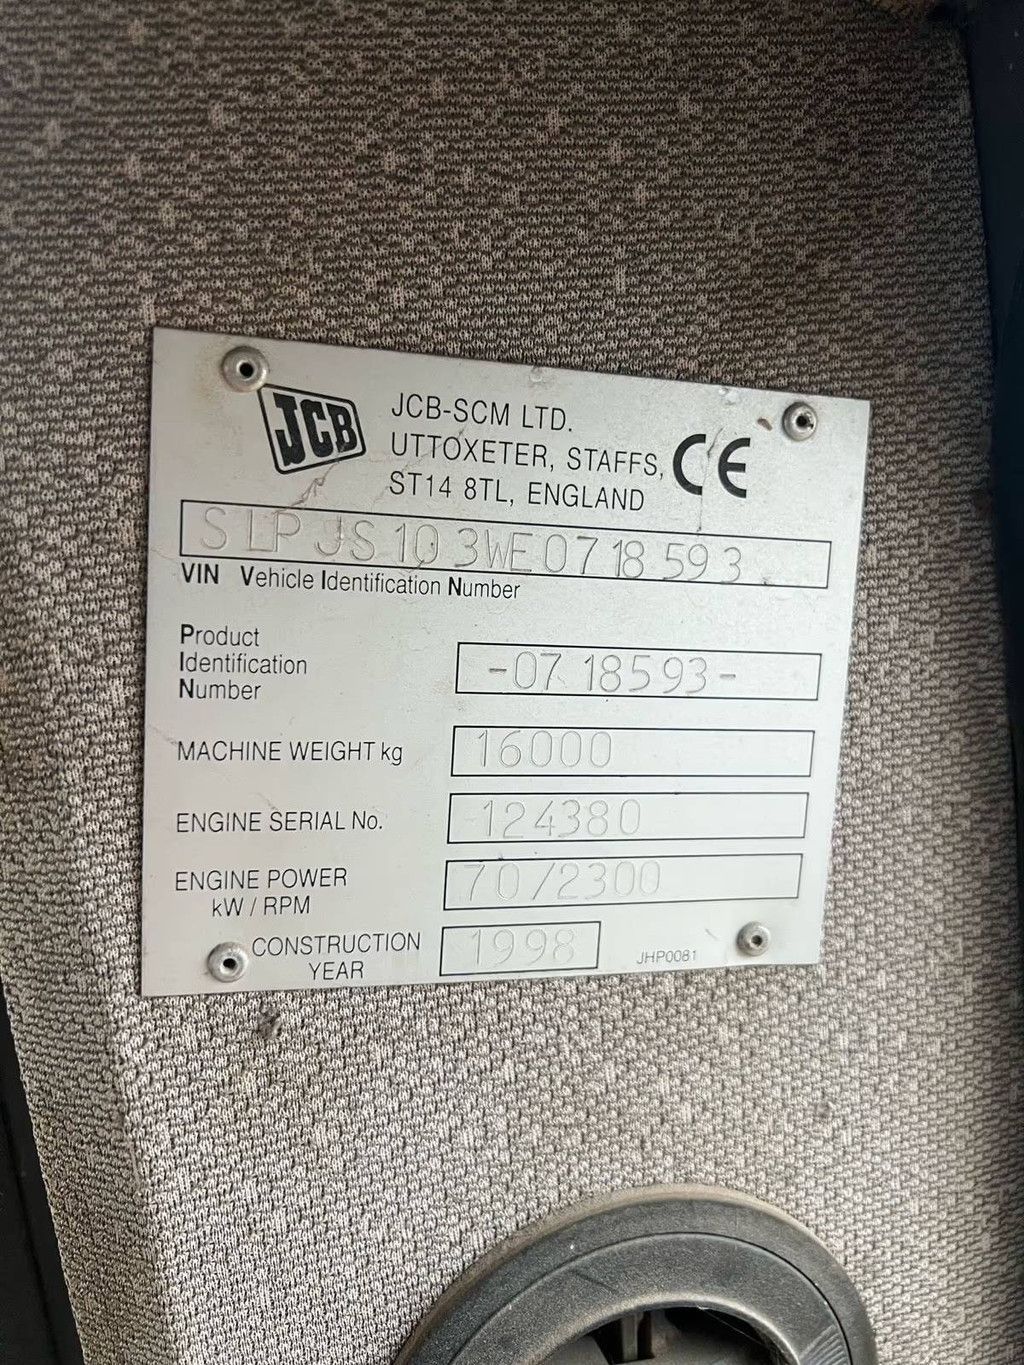 JCB
JCB-SCM LTD.
UTTOXETER, STAFFS,
ST14 8TL, ENGLAND
CE
SLPJS103WE0718593
VIN Vehicle Identification Number
Product
Identification
Number
-0718593-
MACHINE WEIGHT kg
16000
ENGINE SERIAL No.
124380
ENGINE POWER
kW / RPM
70/2300
CONSTRUCTION
YEAR
1998
JHP0081